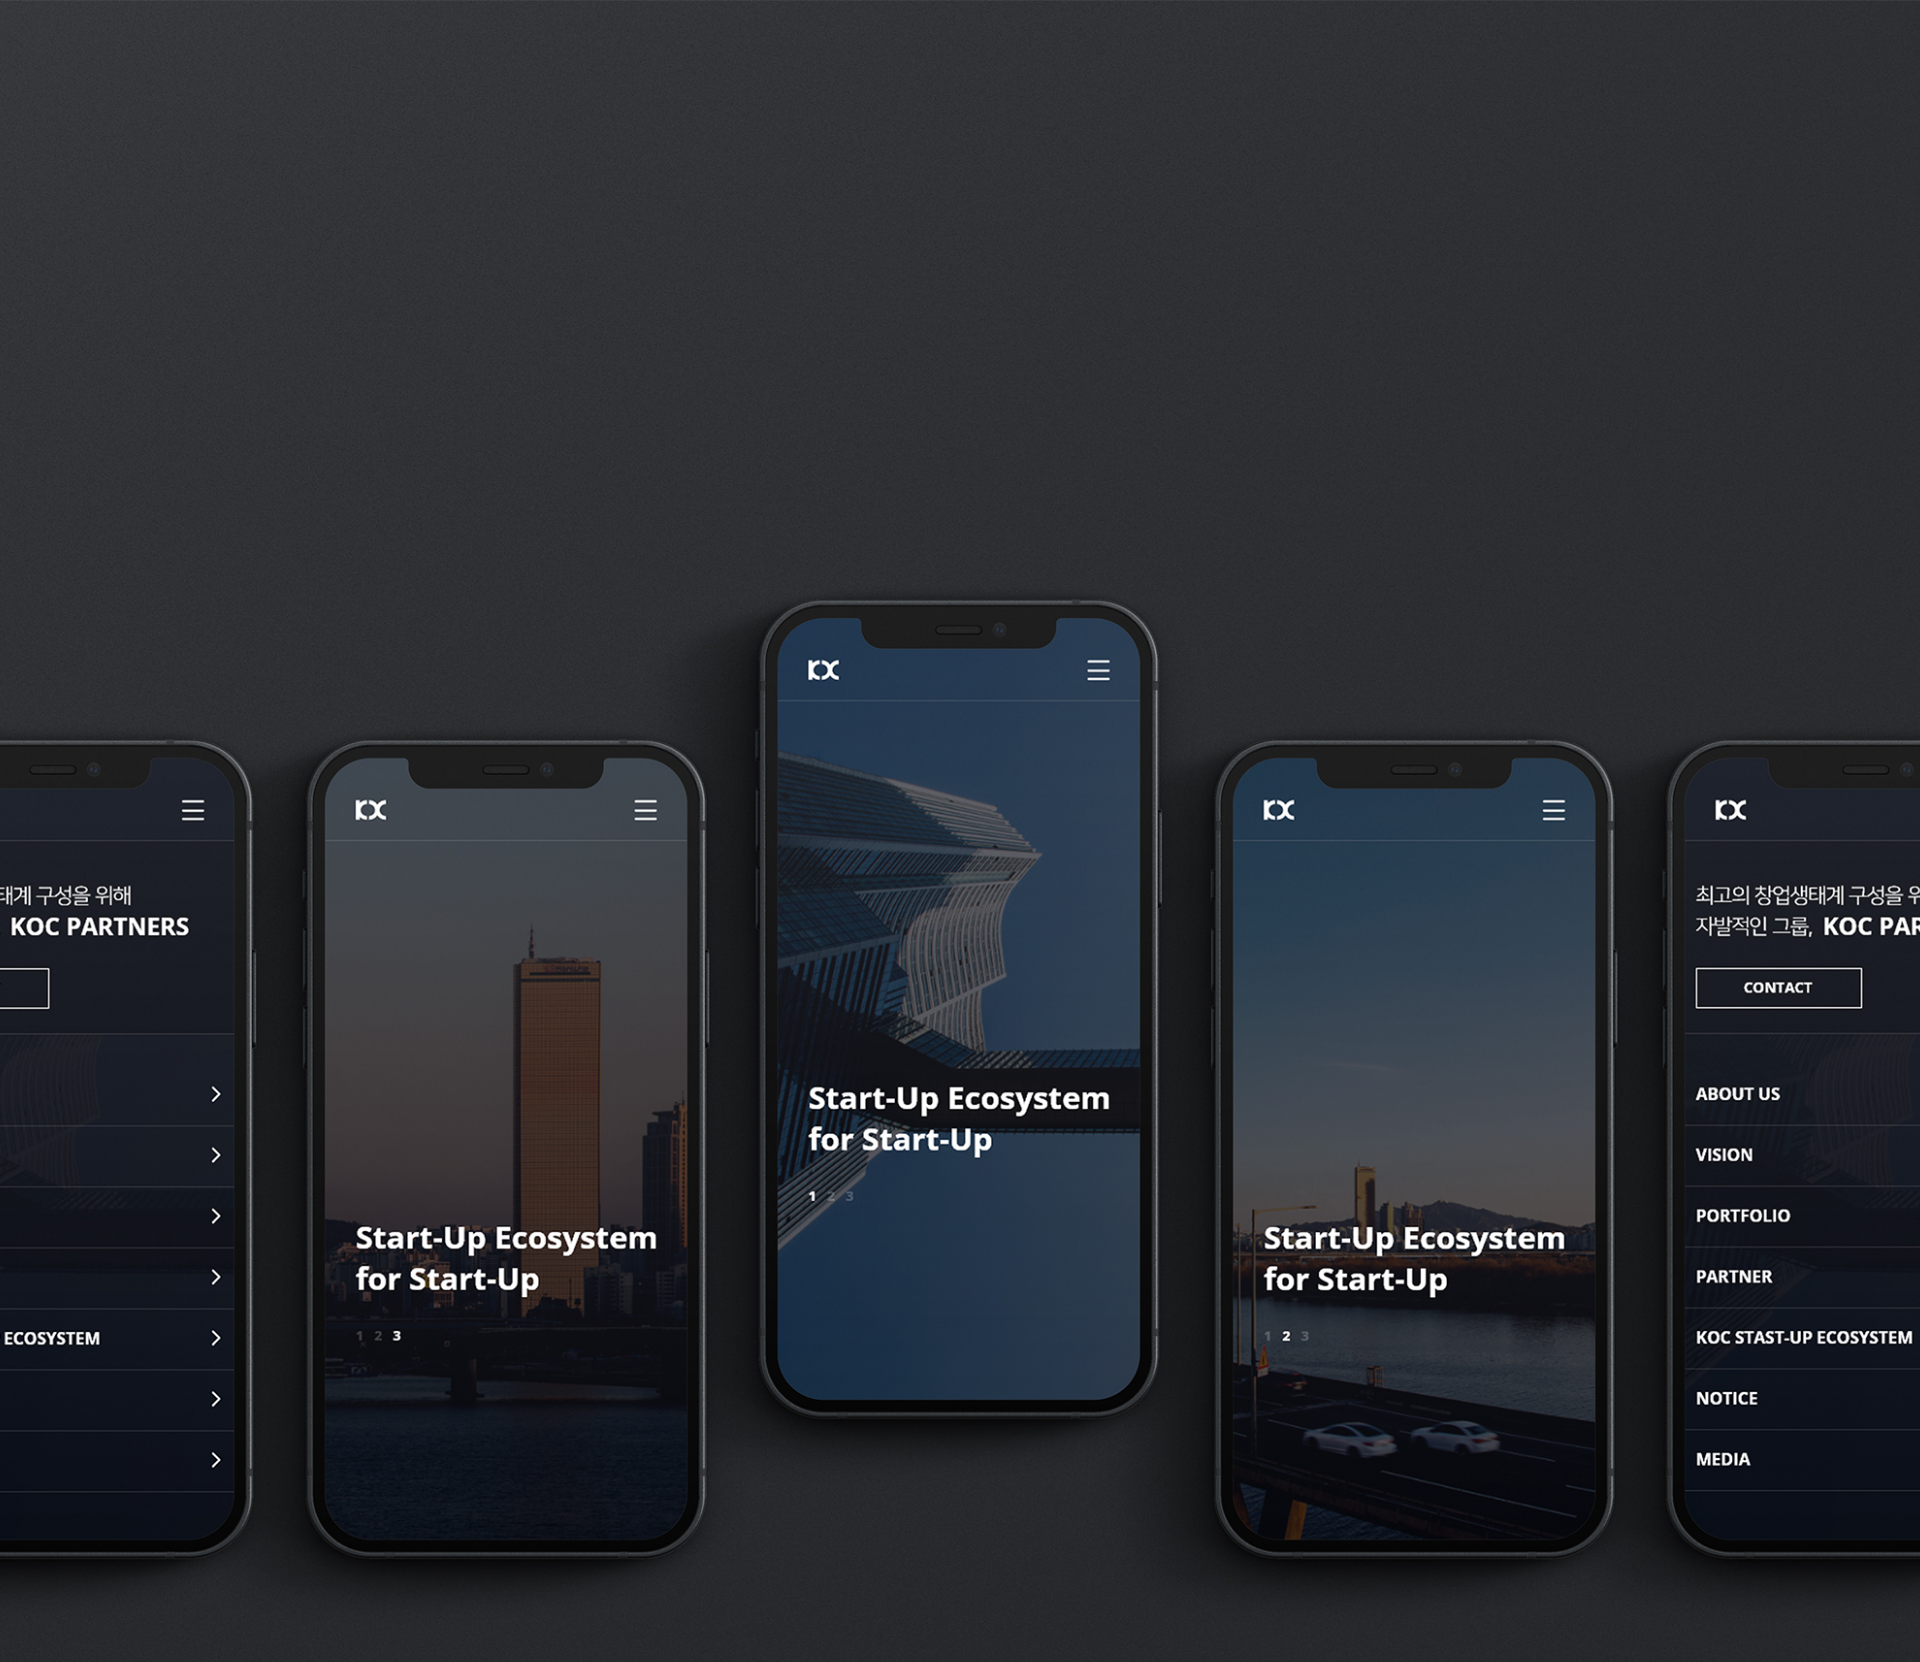 태계 구성을 위해
KOC PARTNERS
ECOSYSTEM
KX
Start-Up Ecosystem
for Start-Up
1 2 3
KX
Start-Up Ecosystem
for Start-Up
1 2 3
KX
Start-Up Ecosystem
for Start-Up
1 2 3
KX
최고의 창업생태계 구성을
자발적인 그룹, KOC PAR
CONTACT
ABOUT US
VISION
PORTFOLIO
PARTNER
KOC STAST-UP ECOSYSTEM
NOTICE
MEDIA